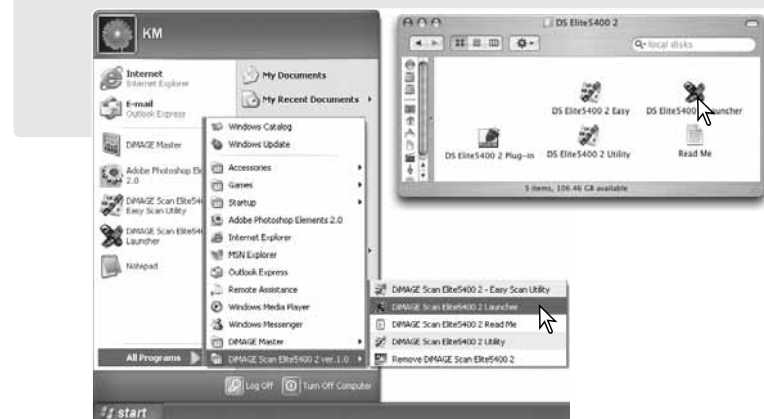 KM
Internet
Internet Explorer
E-mail
Outlook Express
DiMAGE Master
Adobe Photoshop El
2.0
DiMAGE Scan Elite54
Easy Scan Utility
DiMAGE Scan Elite54
Launcher
Notepad
All Programs
My Documents
My Recent Documents
Windows Catalog
Windows Update
Accessories
Games
Startup
Adobe Photoshop Elements 2.0
Internet Explorer
MSN Explorer
Outlook Express
Remote Assistance
Windows Media Player
Windows Messenger
DiMAGE Master
DiMAGE Scan Elite5400 2 ver.1.0
DiMAGE Scan Elite5400 2 - Easy Scan Utility
DiMAGE Scan Elite5400 2 Launcher
DiMAGE Scan Elite5400 2 Read Me
DiMAGE Scan Elite5400 2 Utility
Remove DiMAGE Scan Elite5400 2
Log Off
Turn Off Computer
start
DS Elite5400 2
local disks
DS Elite5400 2 Easy
DS Elite5400 uncher
DS Elite5400 2 Plug-in
DS Elite5400 2 Utility
Read Me
5 items, 106.46 GB available